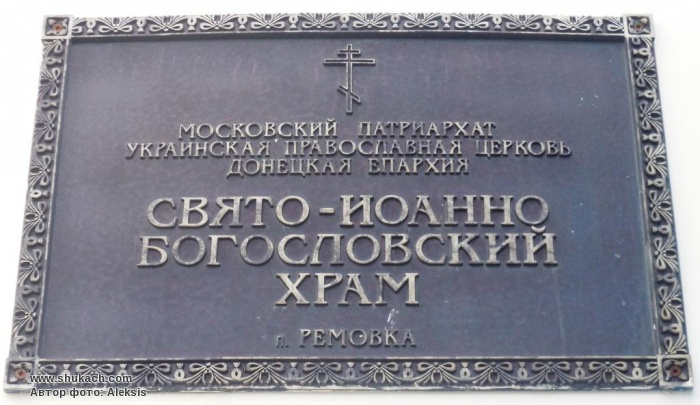 МОСКОВСКИЙ ПАТРИАРХАТ
УКРАИНСКАЯ ПРАВОСЛАВНАЯ ЦЕРКОВЬ
ДОНЕЦКАЯ ЕПАРХИЯ
СВЯТО-ИОАННО
БОГОСЛОВСКИЙ
ХРАМ
п. РЕМОВКА
www.shukach.com
Автор фото: Aleksis